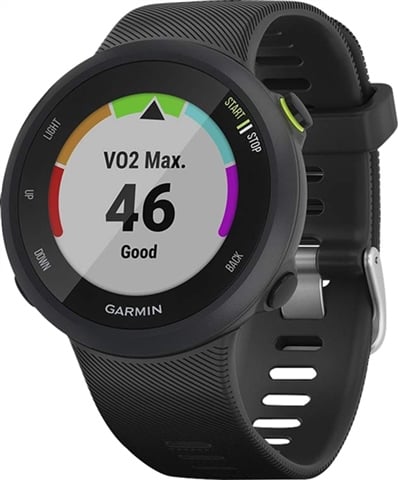 LIGHT
START
STOP
VO2 Max.
46
Good
UP
DOWN
BACK
GARMIN